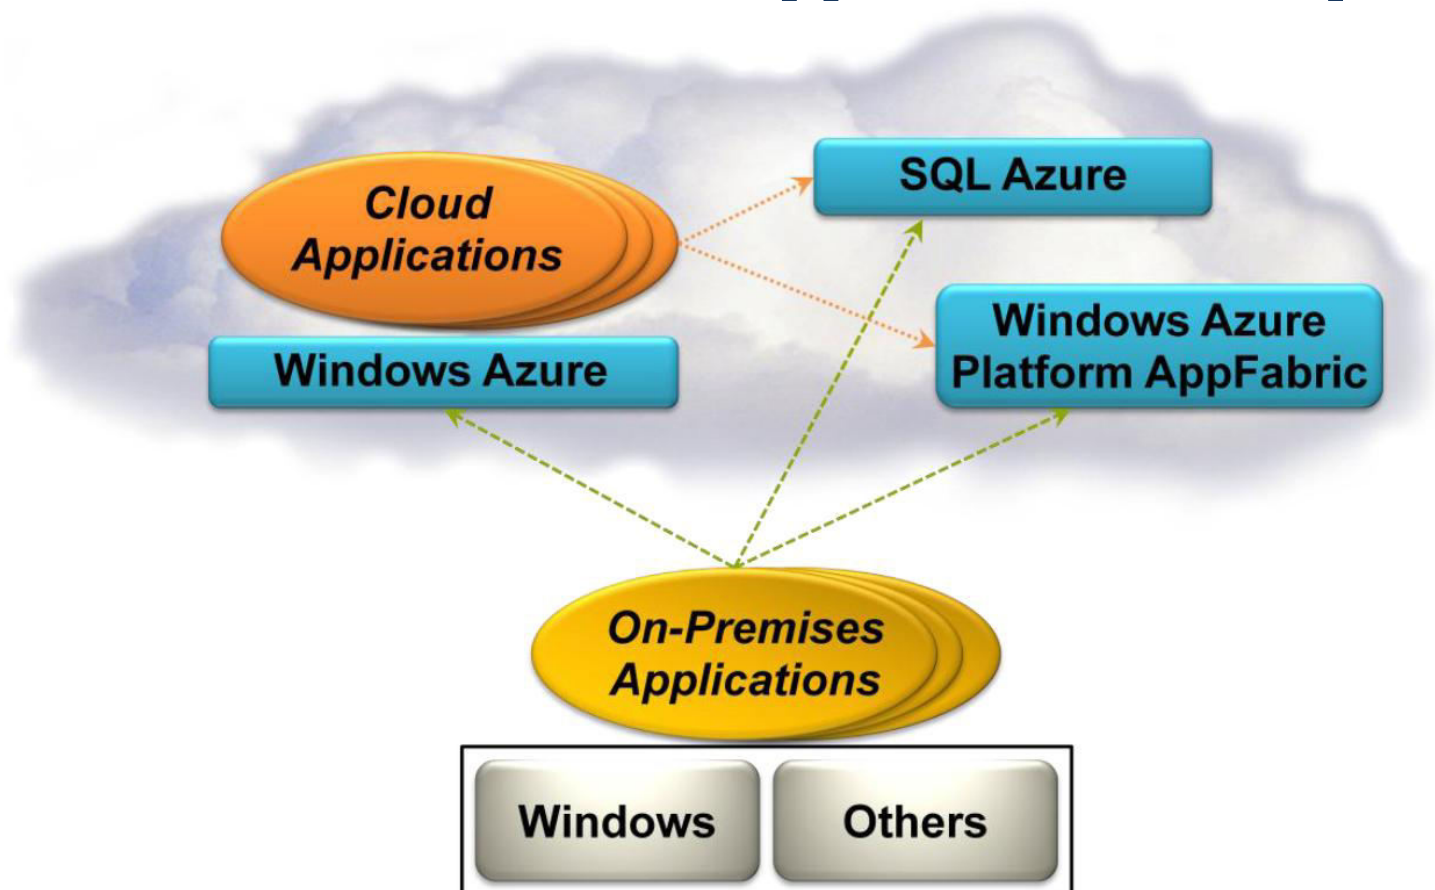 Cloud
Applications
SQL Azure
Windows Azure
Platform AppFabric
Windows Azure
On-Premises
Applications
Windows
Others